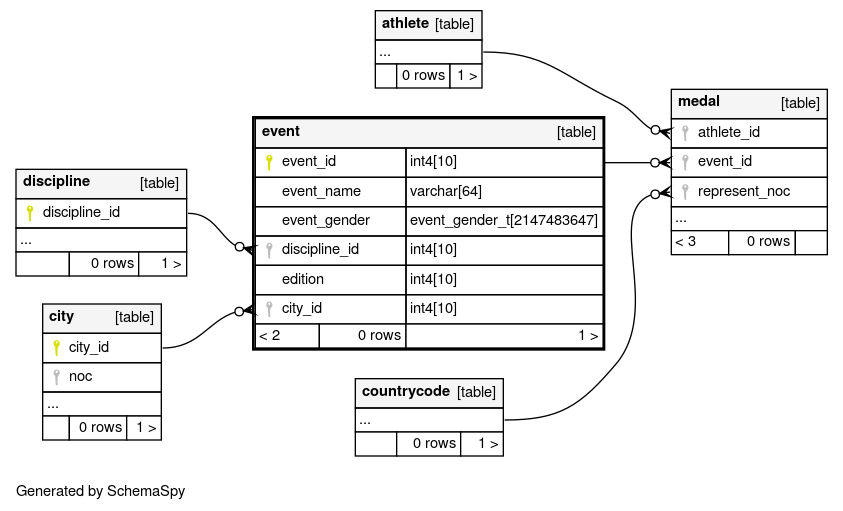 athlete [table]
...
0 rows 1 >
medal [table]
athlete_id
event_id
represent_noc
...
< 3 0 rows
event [table]
event_id int4[10]
event_name varchar[64]
event_gender event_gender_t[2147483647]
discipline_id int4[10]
edition int4[10]
city_id int4[10]
< 2 0 rows 1 >
discipline [table]
discipline_id
...
0 rows 1 >
city [table]
city_id
noc
...
0 rows 1 >
countrycode [table]
...
0 rows 1 >
Generated by SchemaSpy